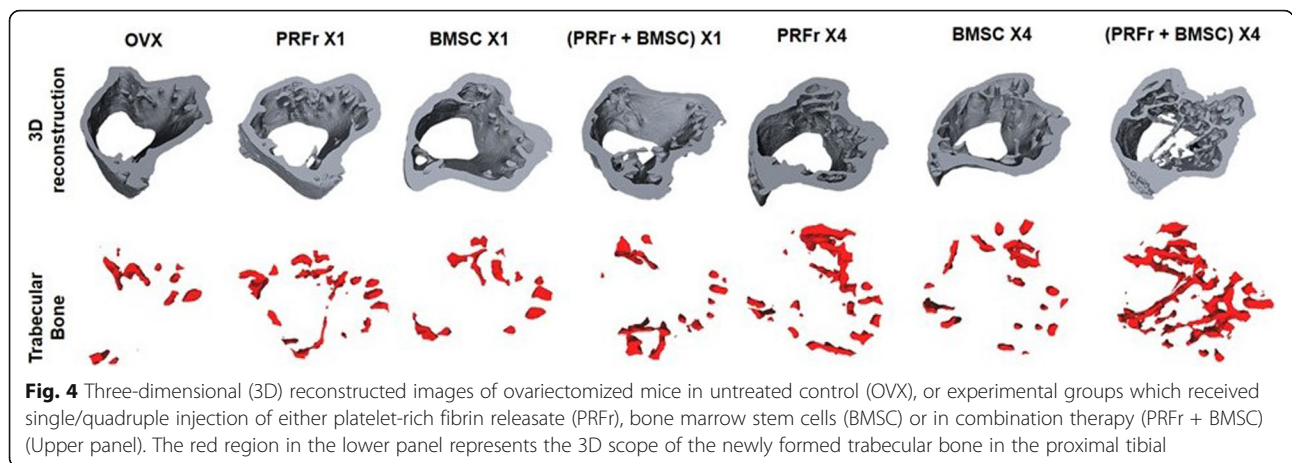 OVX PRFr X1 BMSC X1 (PRFr + BMSC) X1 PRFr X4 BMSC X4 (PRFr + BMSC) X4
3D
reconstruction
Trabecular
Bone
Fig. 4 Three-dimensional (3D) reconstructed images of ovariectomized mice in untreated control (OVX), or experimental groups which received
single/quadruple injection of either platelet-rich fibrin releasate (PRFr), bone marrow stem cells (BMSC) or in combination therapy (PRFr + BMSC)
(Upper panel). The red region in the lower panel represents the 3D scope of the newly formed trabecular bone in the proximal tibial